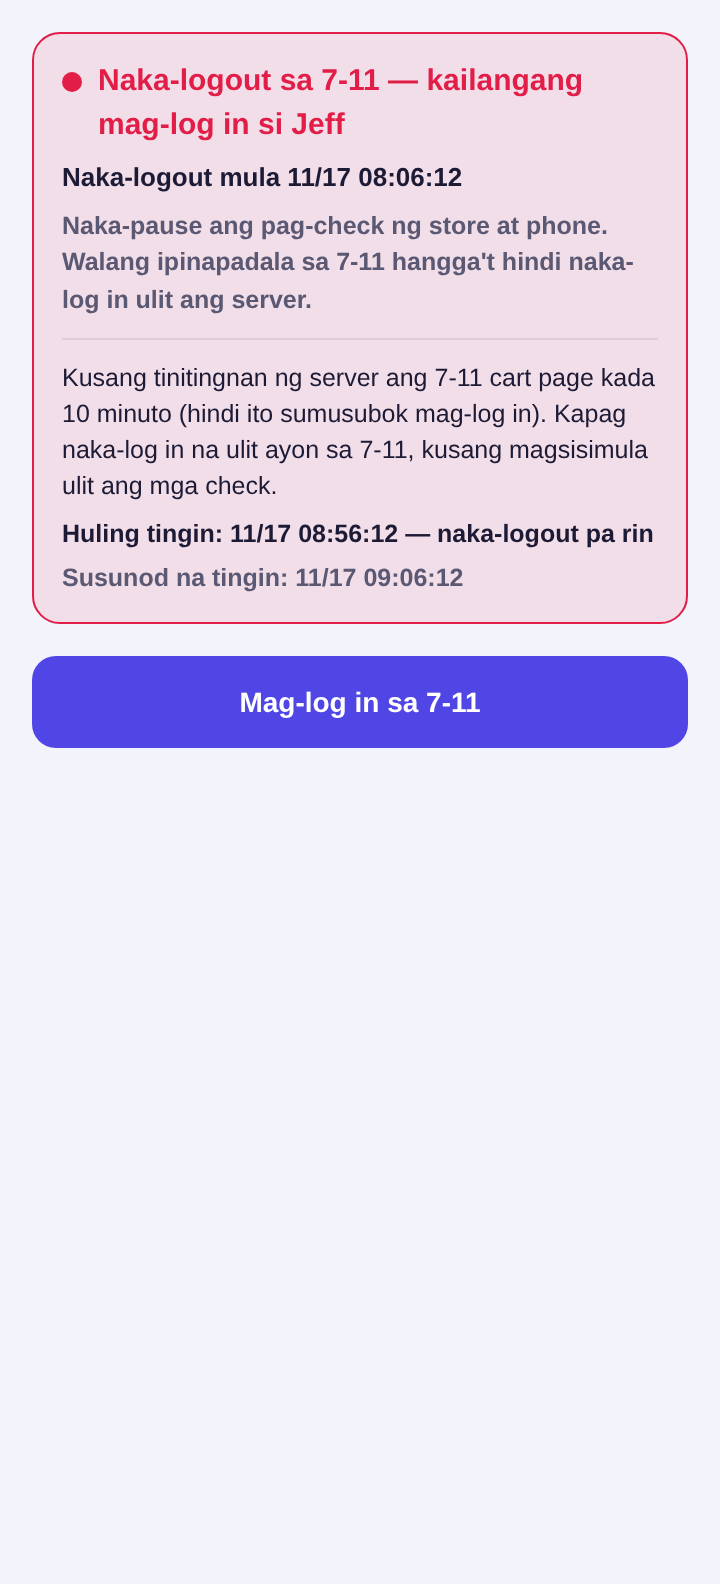 Naka-logout sa 7-11 — kailangang
mag-log in si Jeff
Naka-logout mula 11/17 08:06:12
Naka-pause ang pag-check ng store at phone.
Walang ipinapadala sa 7-11 hangga't hindi naka-
log in ulit ang server.
Kusang tinitingnan ng server ang 7-11 cart page kada
10 minuto (hindi ito sumusubok mag-log in). Kapag
naka-log in na ulit ayon sa 7-11, kusang magsisimula
ulit ang mga check.
Huling tingin: 11/17 08:56:12 — naka-logout pa rin
Susunod na tingin: 11/17 09:06:12
Mag-log in sa 7-11